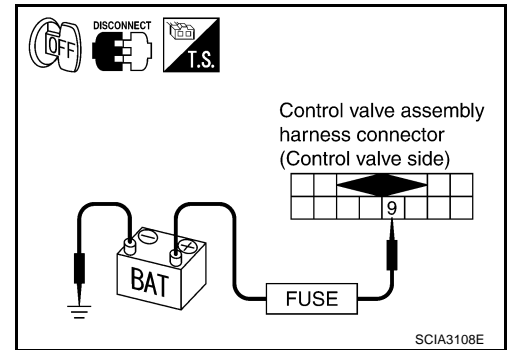 OFF
DISCONNECT
T.S.
Control valve assembly
harness connector
(Control valve side)
9
− +
BAT
FUSE
SCIA3108E